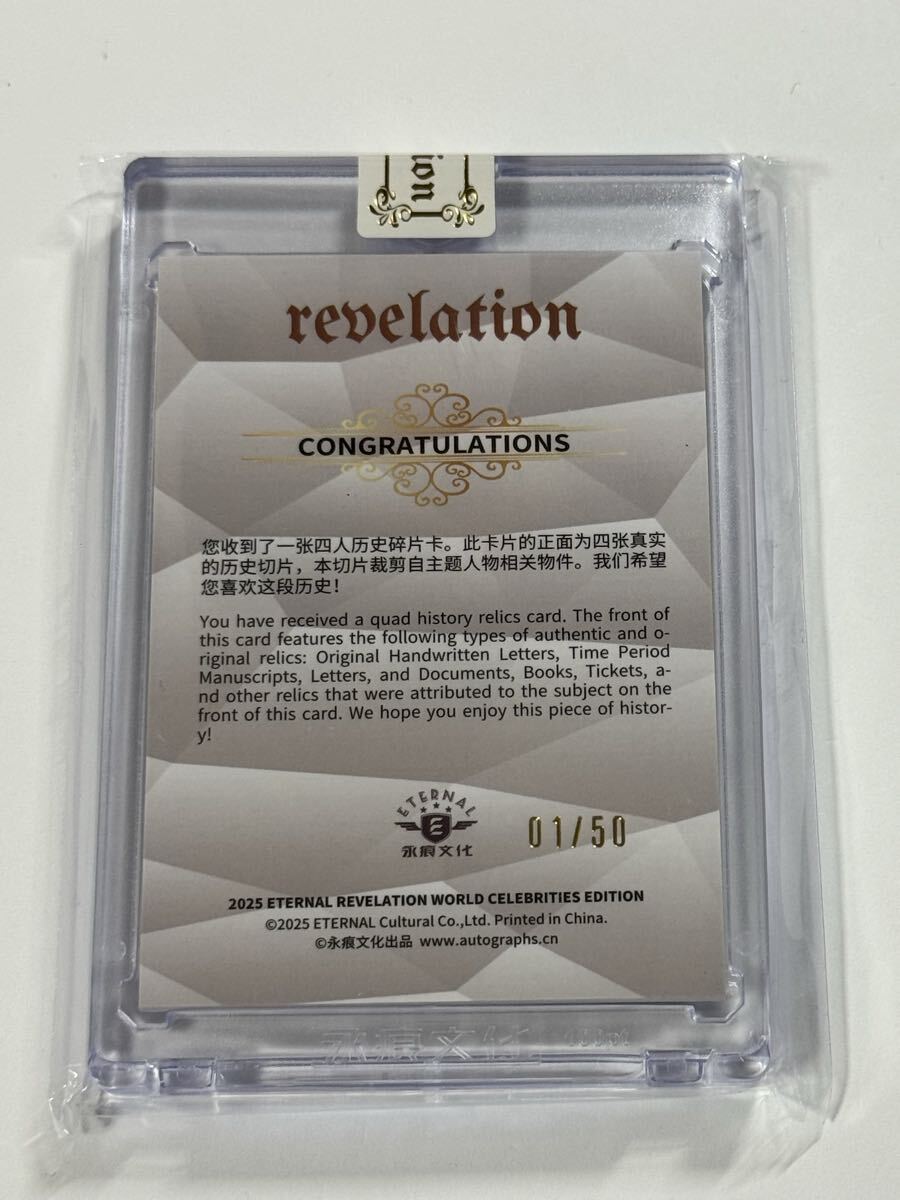 ion
revelation
CONGRATULATIONS
您收到了一张四人历史碎片卡。此卡片的正面为四张真实
的历史切片，本切片裁剪自主题人物相关物件。我们希望
您喜欢这段历史！
You have received a quad history relics card. The front of
this card features the following types of authentic and o-
riginal relics: Original Handwritten Letters, Time Period
Manuscripts, Letters, and Documents, Books, Tickets, a-
nd other relics that were attributed to the subject on the
front of this card. We hope you enjoy this piece of histor-
y!
ETERNAL
永痕文化
01/50
2025 ETERNAL REVELATION WORLD CELEBRITIES EDITION
©2025 ETERNAL Cultural Co.,Ltd. Printed in China.
©永痕文化出品 www.autographs.cn
永痕文化